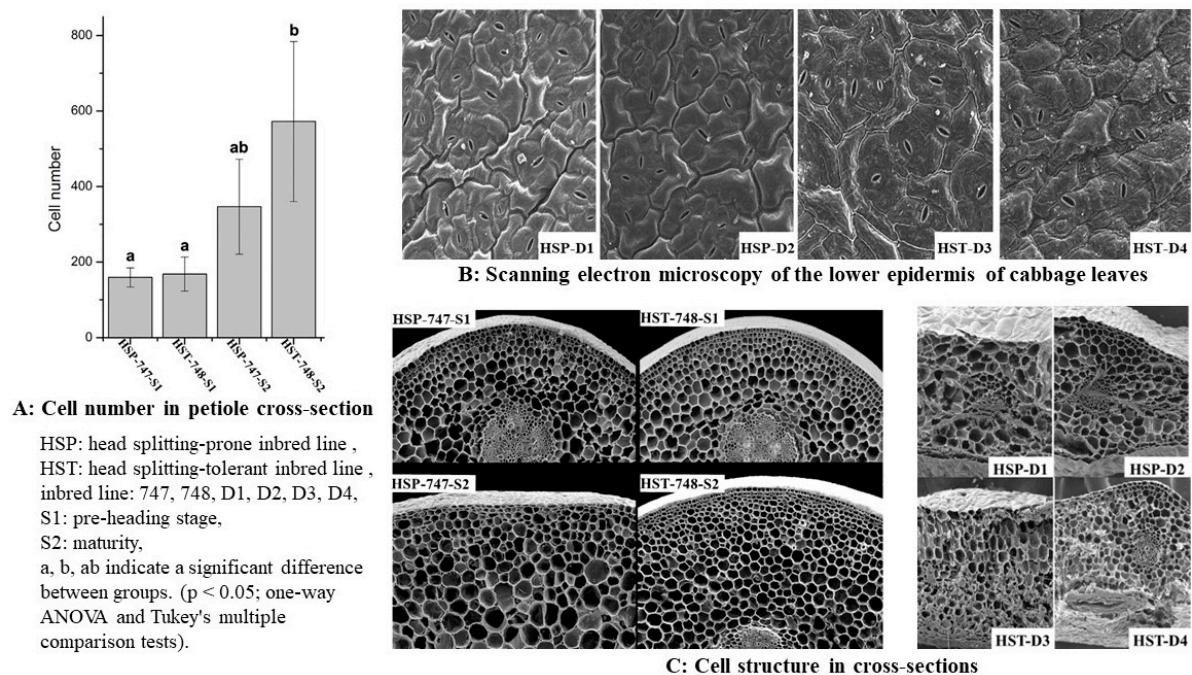 800
600
400
200
0
Cell number
a
a
ab
b
HSP-747-S1
HST-748-S1
HSP-747-S2
HST-748-S2
A: Cell number in petiole cross-section
HSP: head splitting-prone inbred line ,
HST: head splitting-tolerant inbred line ,
inbred line: 747, 748, D1, D2, D3, D4,
S1: pre-heading stage,
S2: maturity,
a, b, ab indicate a significant difference
between groups. (p < 0.05; one-way
ANOVA and Tukey's multiple
comparison tests).
HSP-D1
HSP-D2
HST-D3
HST-D4
B: Scanning electron microscopy of the lower epidermis of cabbage leaves
HSP-747-S1
HST-748-S1
HSP-747-S2
HST-748-S2
HSP-D1
HSP-D2
HST-D3
HST-D4
C: Cell structure in cross-sections